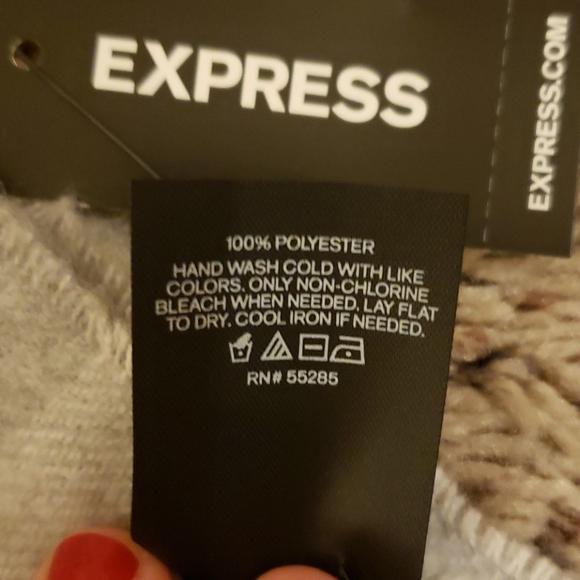 EXPRESS
EXPRESS.COM
100% POLYESTER
HAND WASH COLD WITH LIKE
COLORS. ONLY NON-CHLORINE
BLEACH WHEN NEEDED. LAY FLAT
TO DRY. COOL IRON IF NEEDED.
RN# 55285